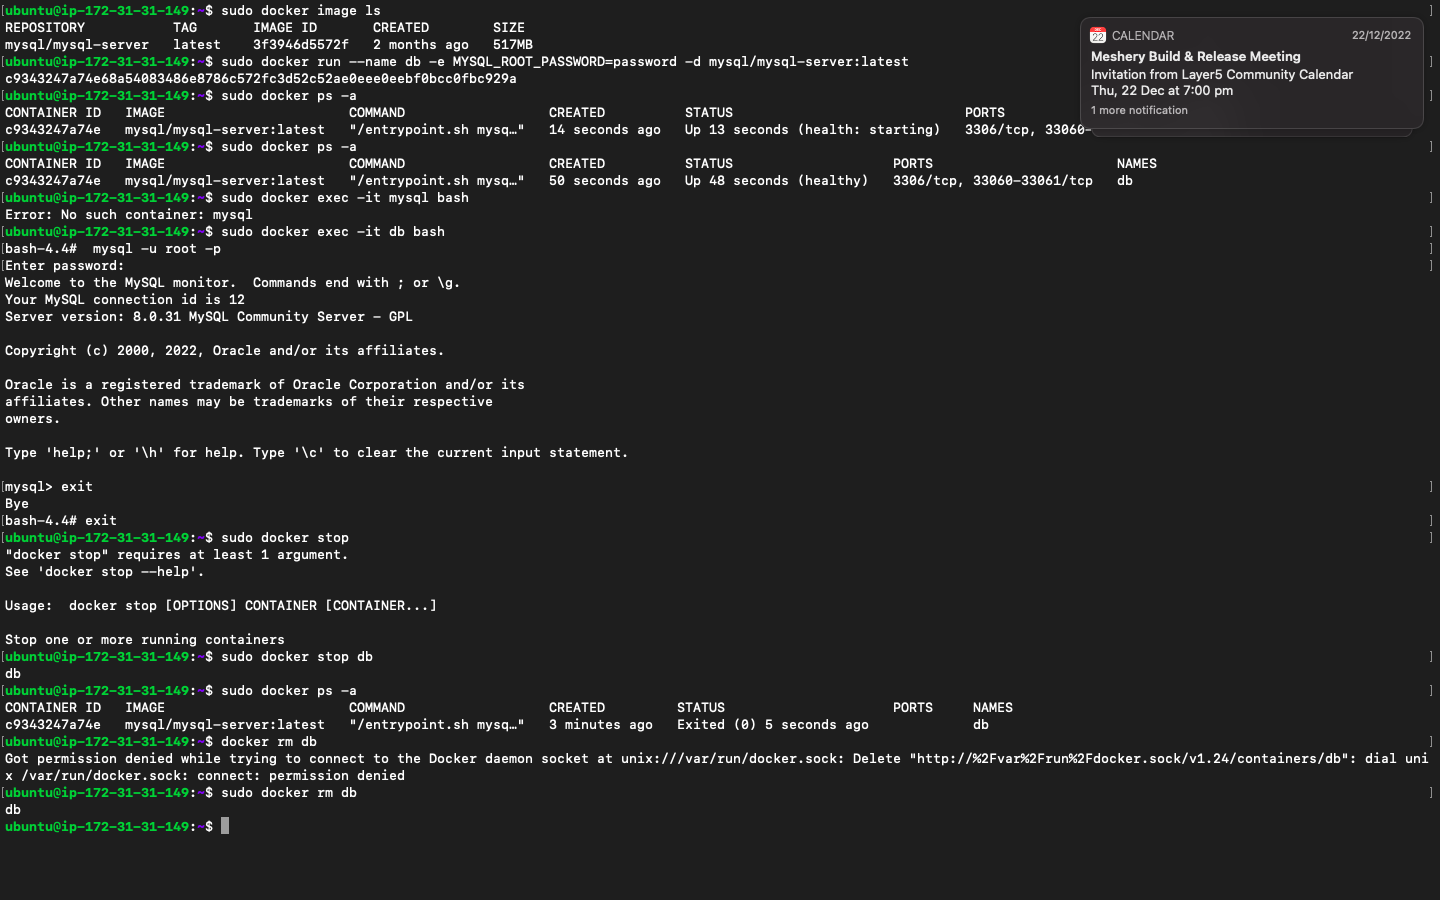 ubuntu@ip-172-31-31-149:~$ sudo docker image ls
REPOSITORY           TAG       IMAGE ID       CREATED        SIZE
mysql/mysql-server   latest    3f3946d5572f   2 months ago   517MB
ubuntu@ip-172-31-31-149:~$ sudo docker run --name db -e MYSQL_ROOT_PASSWORD=password -d mysql/mysql-server:latest
c9343247a74e68a54083486e8786c572fc3d52c52ae0eee0eebf0bcc0fbc929a
ubuntu@ip-172-31-31-149:~$ sudo docker ps -a
CONTAINER ID   IMAGE                       COMMAND                  CREATED          STATUS                             PORTS
c9343247a74e   mysql/mysql-server:latest   "/entrypoint.sh mysq…"   14 seconds ago   Up 13 seconds (health: starting)   3306/tcp, 33060-
ubuntu@ip-172-31-31-149:~$ sudo docker ps -a
CONTAINER ID   IMAGE                       COMMAND                  CREATED          STATUS                    PORTS                       NAMES
c9343247a74e   mysql/mysql-server:latest   "/entrypoint.sh mysq…"   50 seconds ago   Up 48 seconds (healthy)   3306/tcp, 33060-33061/tcp   db
ubuntu@ip-172-31-31-149:~$ sudo docker exec -it mysql bash
Error: No such container: mysql
ubuntu@ip-172-31-31-149:~$ sudo docker exec -it db bash
bash-4.4#  mysql -u root -p
Enter password:
Welcome to the MySQL monitor.  Commands end with ; or \g.
Your MySQL connection id is 12
Server version: 8.0.31 MySQL Community Server - GPL
Copyright (c) 2000, 2022, Oracle and/or its affiliates.
Oracle is a registered trademark of Oracle Corporation and/or its
affiliates. Other names may be trademarks of their respective
owners.
Type 'help;' or '\h' for help. Type '\c' to clear the current input statement.
mysql> exit
Bye
bash-4.4# exit
ubuntu@ip-172-31-31-149:~$ sudo docker stop
"docker stop" requires at least 1 argument.
See 'docker stop --help'.
Usage:  docker stop [OPTIONS] CONTAINER [CONTAINER...]
Stop one or more running containers
ubuntu@ip-172-31-31-149:~$ sudo docker stop db
db
ubuntu@ip-172-31-31-149:~$ sudo docker ps -a
CONTAINER ID   IMAGE                       COMMAND                  CREATED         STATUS                     PORTS     NAMES
c9343247a74e   mysql/mysql-server:latest   "/entrypoint.sh mysq…"   3 minutes ago   Exited (0) 5 seconds ago             db
ubuntu@ip-172-31-31-149:~$ docker rm db
Got permission denied while trying to connect to the Docker daemon socket at unix:///var/run/docker.sock: Delete "http://%2Fvar%2Frun%2Fdocker.sock/v1.24/containers/db": dial uni
x /var/run/docker.sock: connect: permission denied
ubuntu@ip-172-31-31-149:~$ sudo docker rm db
db
ubuntu@ip-172-31-31-149:~$
22 CALENDAR 22/12/2022
Meshery Build & Release Meeting
Invitation from Layer5 Community Calendar
Thu, 22 Dec at 7:00 pm
1 more notification